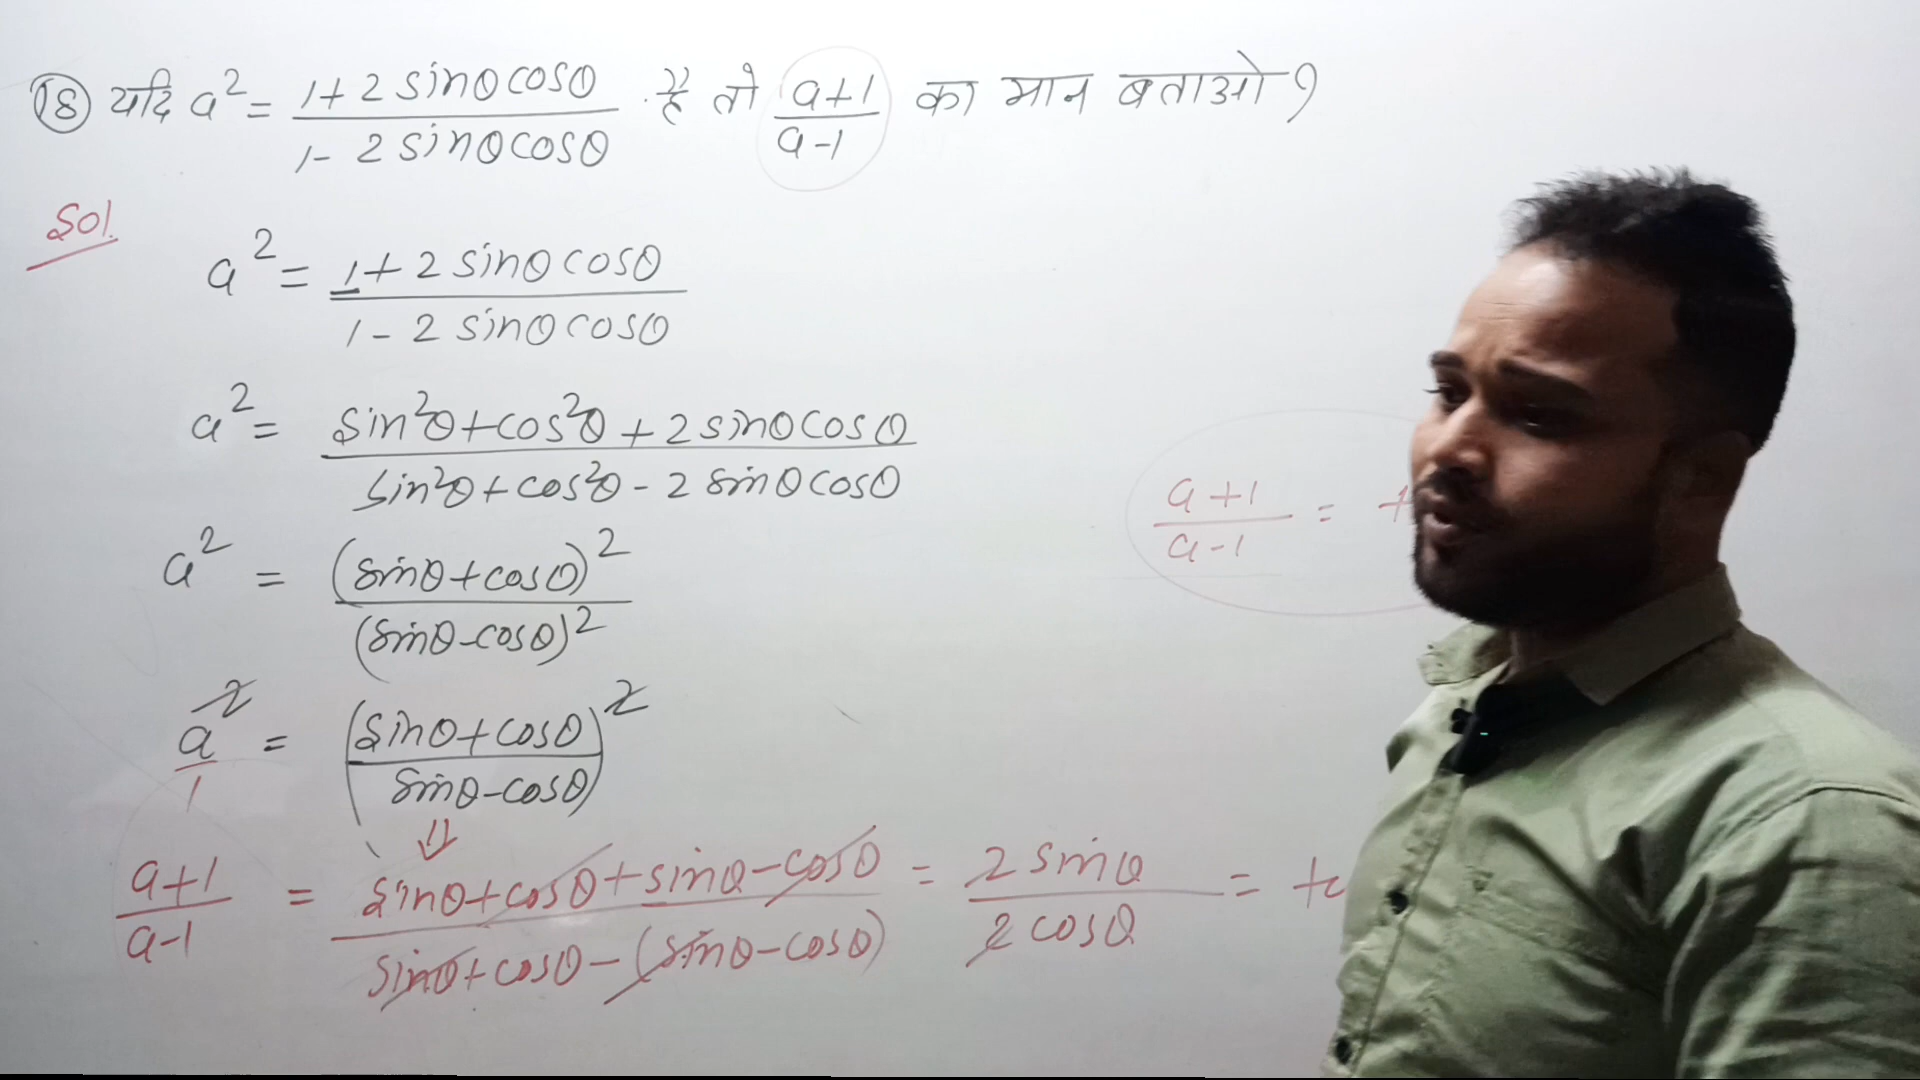 (18) यदि a² = (1+2 sinθ cosθ)/(1-2 sinθ cosθ) है तो (a+1)/(a-1) का मान बताओ?
Sol.
a² = (1+2 sinθ cosθ)/(1-2 sinθ cosθ)
a² = (sin²θ+cos²θ+2 sinθ cosθ)/(sin²θ+cos²θ-2 sinθ cosθ)
a² = (sinθ+cosθ)²/(sinθ-cosθ)²
a²/1 = ((sinθ+cosθ)/(sinθ-cosθ))²
⇓
(a+1)/(a-1) = (sinθ+cosθ+sinθ-cosθ)/(sinθ+cosθ-(sinθ-cosθ)) = 2 sinθ/2 cosθ =
(a+1)/(a-1) =